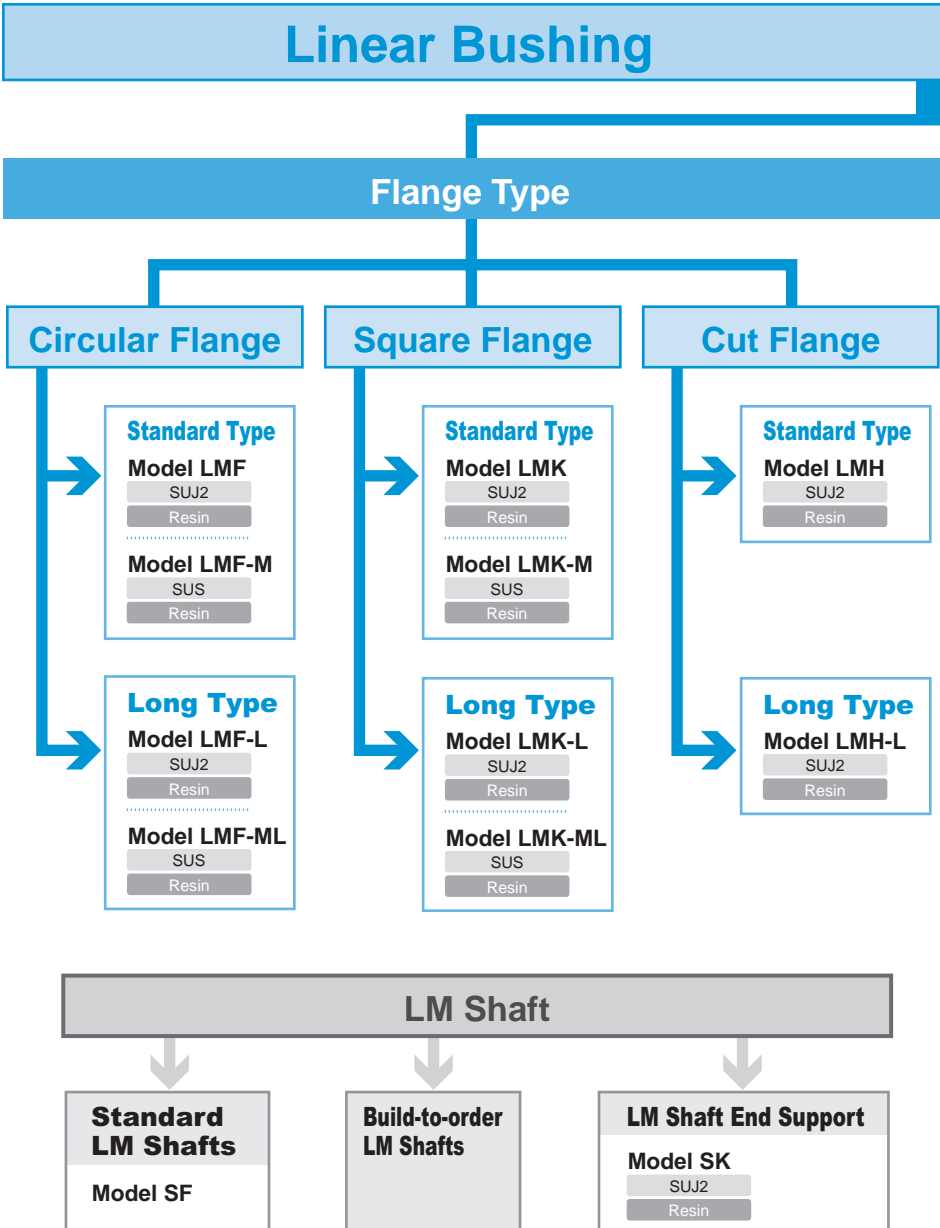 Linear Bushing
Flange Type
Circular Flange
Standard Type
Model LMF
SUJ2
Resin
Model LMF-M
SUS
Resin
Long Type
Model LMF-L
SUJ2
Resin
Model LMF-ML
SUS
Resin
Square Flange
Standard Type
Model LMK
SUJ2
Resin
Model LMK-M
SUS
Resin
Long Type
Model LMK-L
SUJ2
Resin
Model LMK-ML
SUS
Resin
Cut Flange
Standard Type
Model LMH
SUJ2
Resin
Long Type
Model LMH-L
SUJ2
Resin
LM Shaft
Standard
LM Shafts
Model SF
Build-to-order
LM Shafts
LM Shaft End Support
Model SK
SUJ2
Resin